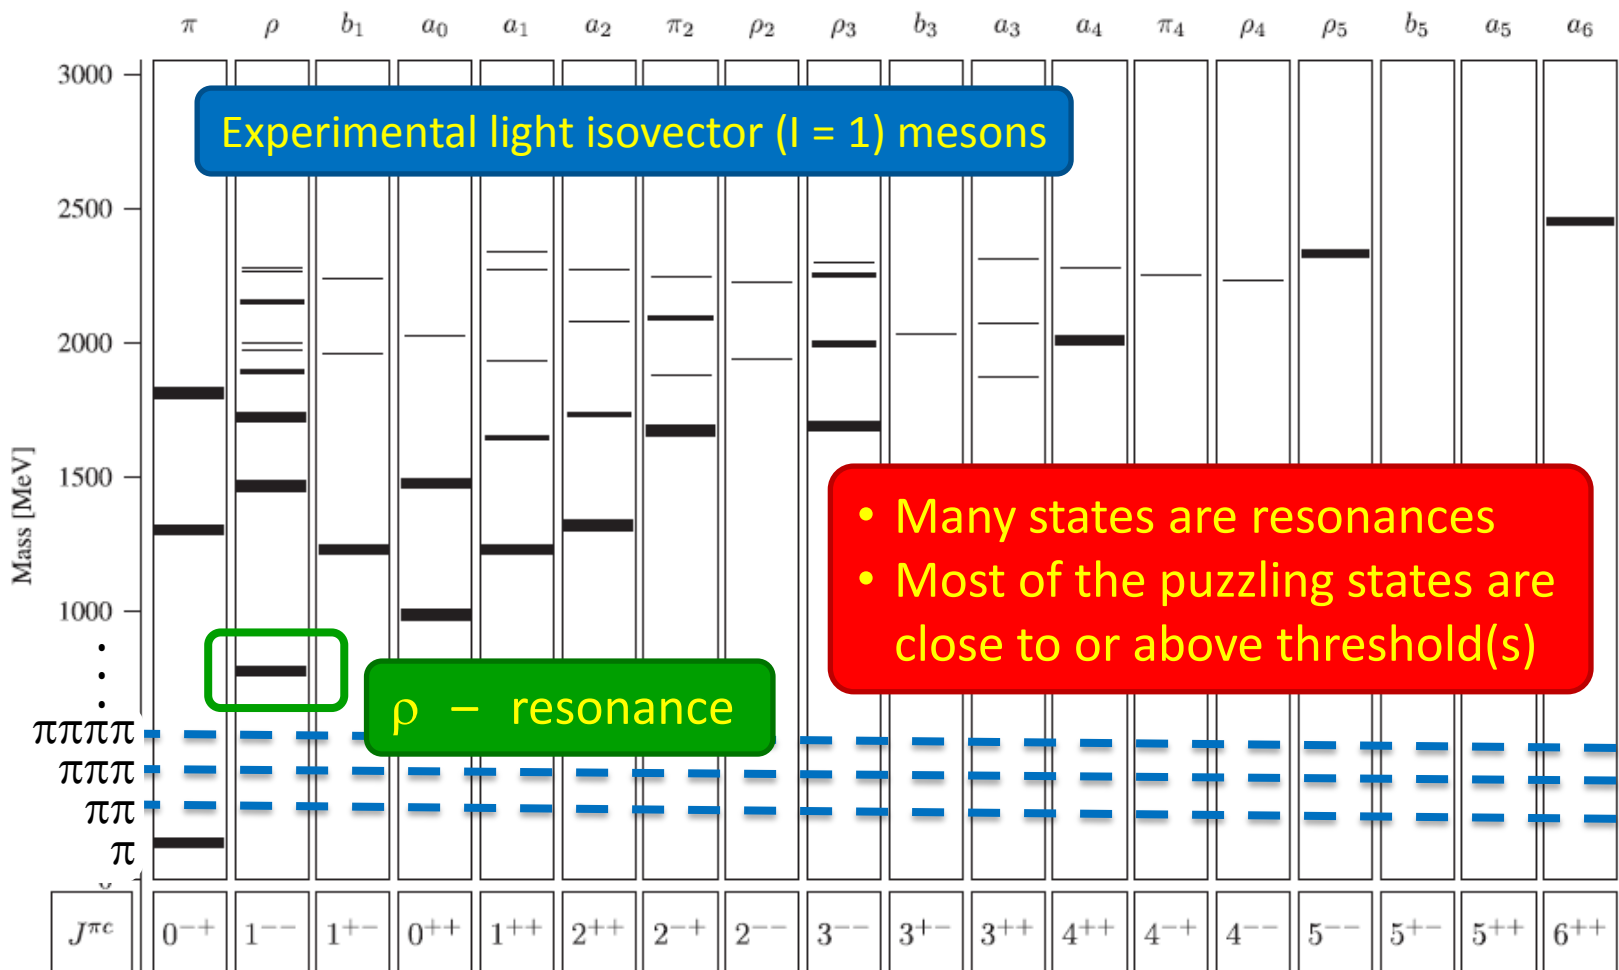 π ρ b₁ a₀ a₁ a₂ π₂ ρ₂ ρ₃ b₃ a₃ a₄ π₄ ρ₄ ρ₅ b₅ a₅ a₆
3000
Experimental light isovector (I = 1) mesons
2500
2000
Mass [MeV]
1500
• Many states are resonances
• Most of the puzzling states are
close to or above threshold(s)
1000
ρ – resonance
ππππ
πππ
ππ
π
J^{πc} 0⁻⁺ 1⁻⁻ 1⁺⁻ 0⁺⁺ 1⁺⁺ 2⁺⁺ 2⁻⁺ 2⁻⁻ 3⁻⁻ 3⁺⁻ 3⁺⁺ 4⁺⁺ 4⁻⁺ 4⁻⁻ 5⁻⁻ 5⁺⁻ 5⁺⁺ 6⁺⁺